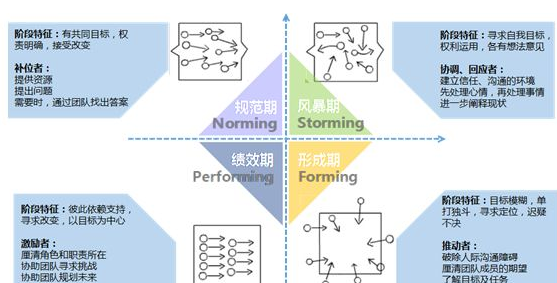 阶段特征：有共同目标，权
责明确，接受改变
补位者：
提供资源
提出问题
需要时，通过团队找出答案
阶段特征：寻求自我目标，
权利运用，各有想法意见
协调、回应者：
建立信任、沟通的环境
先处理心情，再处理事情
进一步阐释现状
规范期
Norming
风暴期
Storming
绩效期
Performing
形成期
Forming
阶段特征：彼此依赖支持，
寻求改变，以目标为中心
激励者：
厘清角色和职责所在
协助团队寻求挑战
协助团队规划未来
阶段特征：目标模糊，单
打独斗，寻求定位，迟疑
不决
推动者：
破除人际沟通障碍
厘清团队成员的期望
了解目标及任务